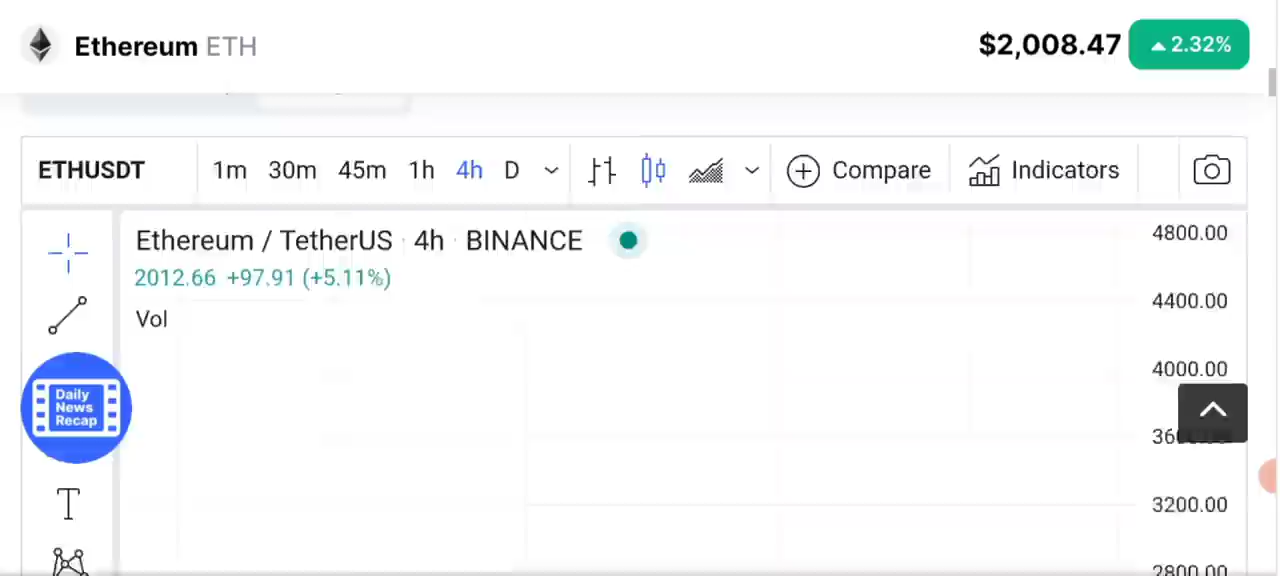 Ethereum ETH
$2,008.47
2.32%
ETHUSDT 1m 30m 45m 1h 4h D Compare Indicators
Ethereum / TetherUS · 4h · BINANCE
2012.66 +97.91 (+5.11%)
Vol
Daily
News
Recap
T
4800.00
4400.00
4000.00
3200.00
2800.00